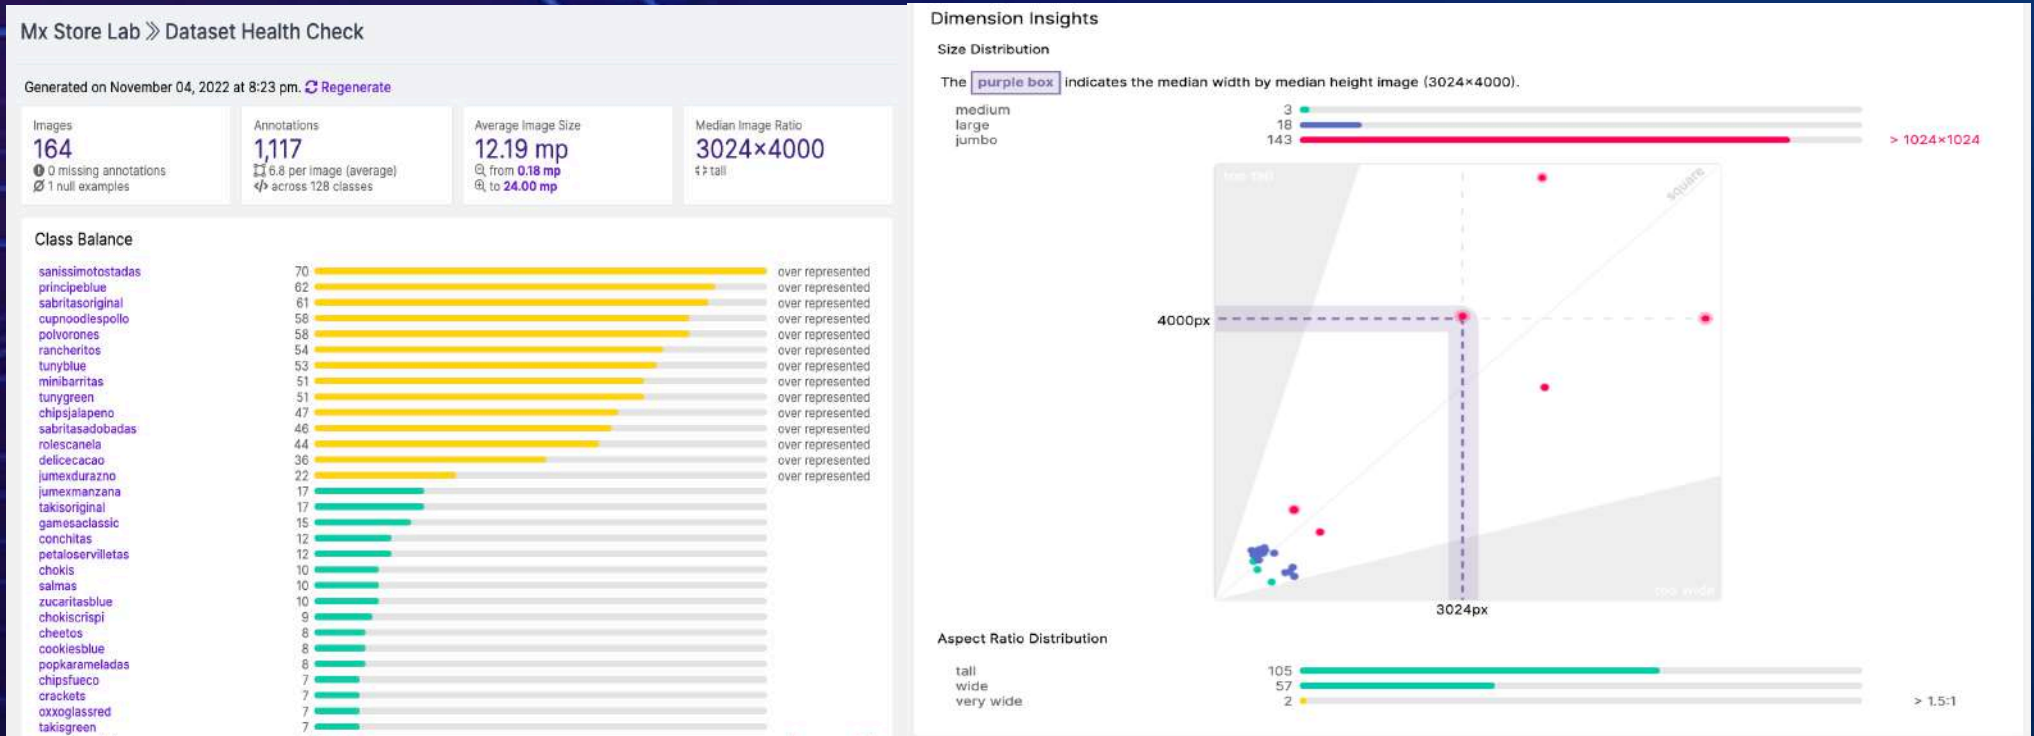 Mx Store Lab >> Dataset Health Check
Generated on November 04, 2022 at 8:23 pm. Regenerate
Images
164
0 missing annotations
1 null examples
Annotations
1,117
6.8 per image (average)
</> across 128 classes
Average Image Size
12.19 mp
from 0.18 mp
to 24.00 mp
Median Image Ratio
3024×4000
tall
Class Balance
sanissimotostadas 70 over represented
principeblue 62 over represented
sabritasoriginal 61 over represented
cupnoodlespollo 58 over represented
polvorones 58 over represented
rancheritos 54 over represented
tunyblue 53 over represented
minibarritas 51 over represented
tunygreen 51 over represented
chipsjalapeno 47 over represented
sabritasadobadas 46 over represented
rolescanela 44 over represented
delicecacao 36 over represented
jumexdurazno 22 over represented
jumexmanzana 17
takisoriginal 17
gamesaclassic 15
conchitas 12
petaloservilletas 12
chokis 10
salmas 10
zucaritasblue 10
chokiscrispi 9
cheetos 8
cookiesblue 8
popkarameladas 8
chipsfueco 7
crackets 7
oxxoglassred 7
takisgreen 7
Dimension Insights
Size Distribution
The purple box indicates the median width by median height image (3024×4000).
medium 3
large 18
jumbo 143 > 1024×1024
too tall
square
4000px
too wide
3024px
Aspect Ratio Distribution
tall 105
wide 57
very wide 2 > 1.5:1